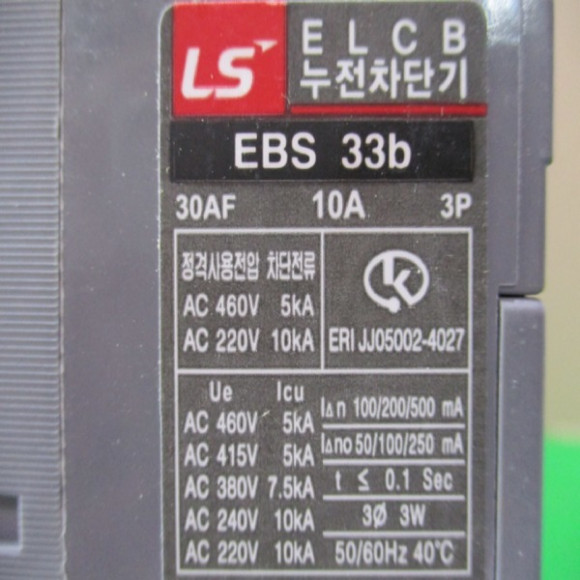 LS
E L C B
누전차단기
EBS 33b
30AF 10A 3P
정격사용전압 차단전류
AC 460V 5kA
AC 220V 10kA
K
ERI JJ05002-4027
Ue Icu
AC 460V 5kA
AC 415V 5kA
AC 380V 7.5kA
AC 240V 10kA
AC 220V 10kA
I△n 100/200/500 mA
I△no 50/100/250 mA
t ≤ 0.1 Sec
3Ø 3W
50/60Hz 40℃